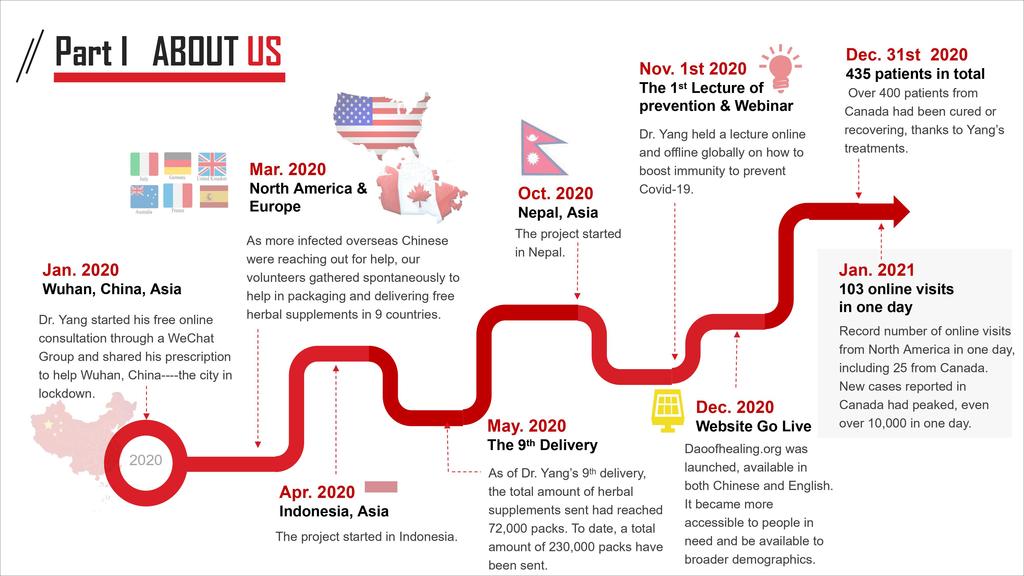 Part I ABOUT US
Jan. 2020
Wuhan, China, Asia
Dr. Yang started his free online
consultation through a WeChat
Group and shared his prescription
to help Wuhan, China----the city in
lockdown.
2020
Italy
Germany
United Kingdom
Australia
France
Mar. 2020
North America &
Europe
As more infected overseas Chinese
were reaching out for help, our
volunteers gathered spontaneously to
help in packaging and delivering free
herbal supplements in 9 countries.
Apr. 2020
Indonesia, Asia
The project started in Indonesia.
May. 2020
The 9th Delivery
As of Dr. Yang’s 9th delivery,
the total amount of herbal
supplements sent had reached
72,000 packs. To date, a total
amount of 230,000 packs have
been sent.
Oct. 2020
Nepal, Asia
The project started
in Nepal.
Nov. 1st 2020
The 1st Lecture of
prevention & Webinar
Dr. Yang held a lecture online
and offline globally on how to
boost immunity to prevent
Covid-19.
Dec. 2020
Website Go Live
Daoofhealing.org was
launched, available in
both Chinese and English.
It became more
accessible to people in
need and be available to
broader demographics.
Dec. 31st 2020
435 patients in total
Over 400 patients from
Canada had been cured or
recovering, thanks to Yang’s
treatments.
Jan. 2021
103 online visits
in one day
Record number of online visits
from North America in one day,
including 25 from Canada.
New cases reported in
Canada had peaked, even
over 10,000 in one day.